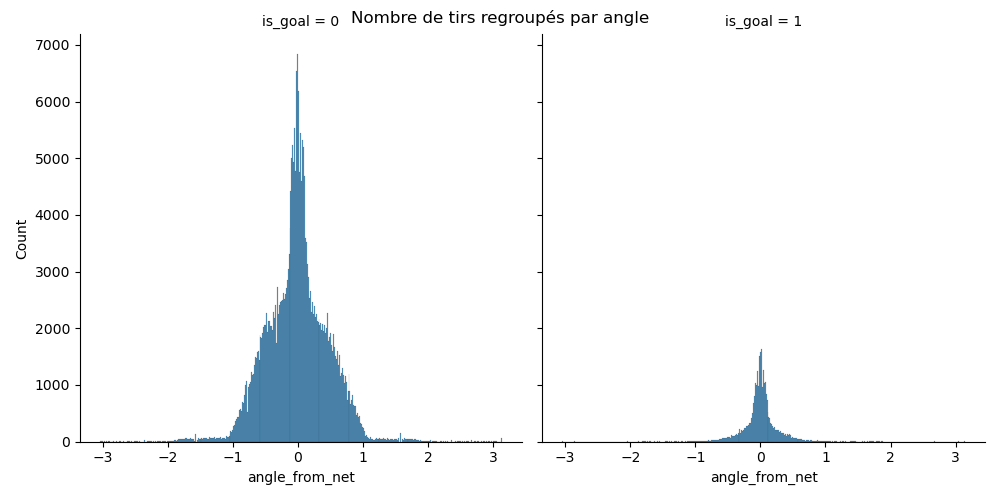 Nombre de tirs regroupés par angle
is_goal = 0
is_goal = 1
7000
6000
5000
4000
3000
2000
1000
0
Count
−3 −2 −1 0 1 2 3
angle_from_net
−3 −2 −1 0 1 2 3
angle_from_net